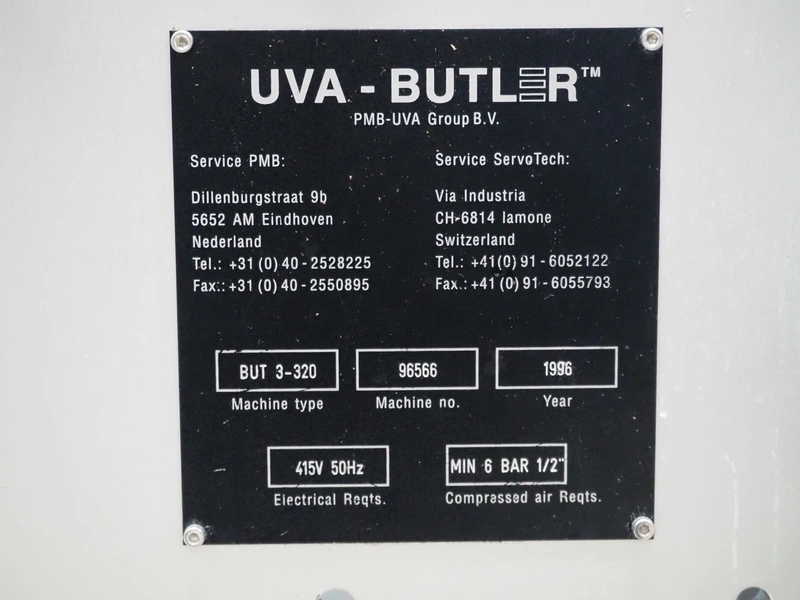 UVA - BUTLER™
PMB-UVA Group B.V.
Service PMB:
Dillenburgstraat 9b
5652 AM Eindhoven
Nederland
Tel.: +31 (0) 40 - 2528225
Fax.: +31 (0) 40 - 2550895
Service ServoTech:
Via Industria
CH-6814 lamone
Switzerland
Tel.: +41(0) 91 - 6052122
Fax.: +41 (0) 91 - 6055793
BUT 3-320
Machine type
96566
Machine no.
1996
Year
415V 50Hz
Electrical Reqts.
MIN 6 BAR 1/2"
Compressed air Reqts.